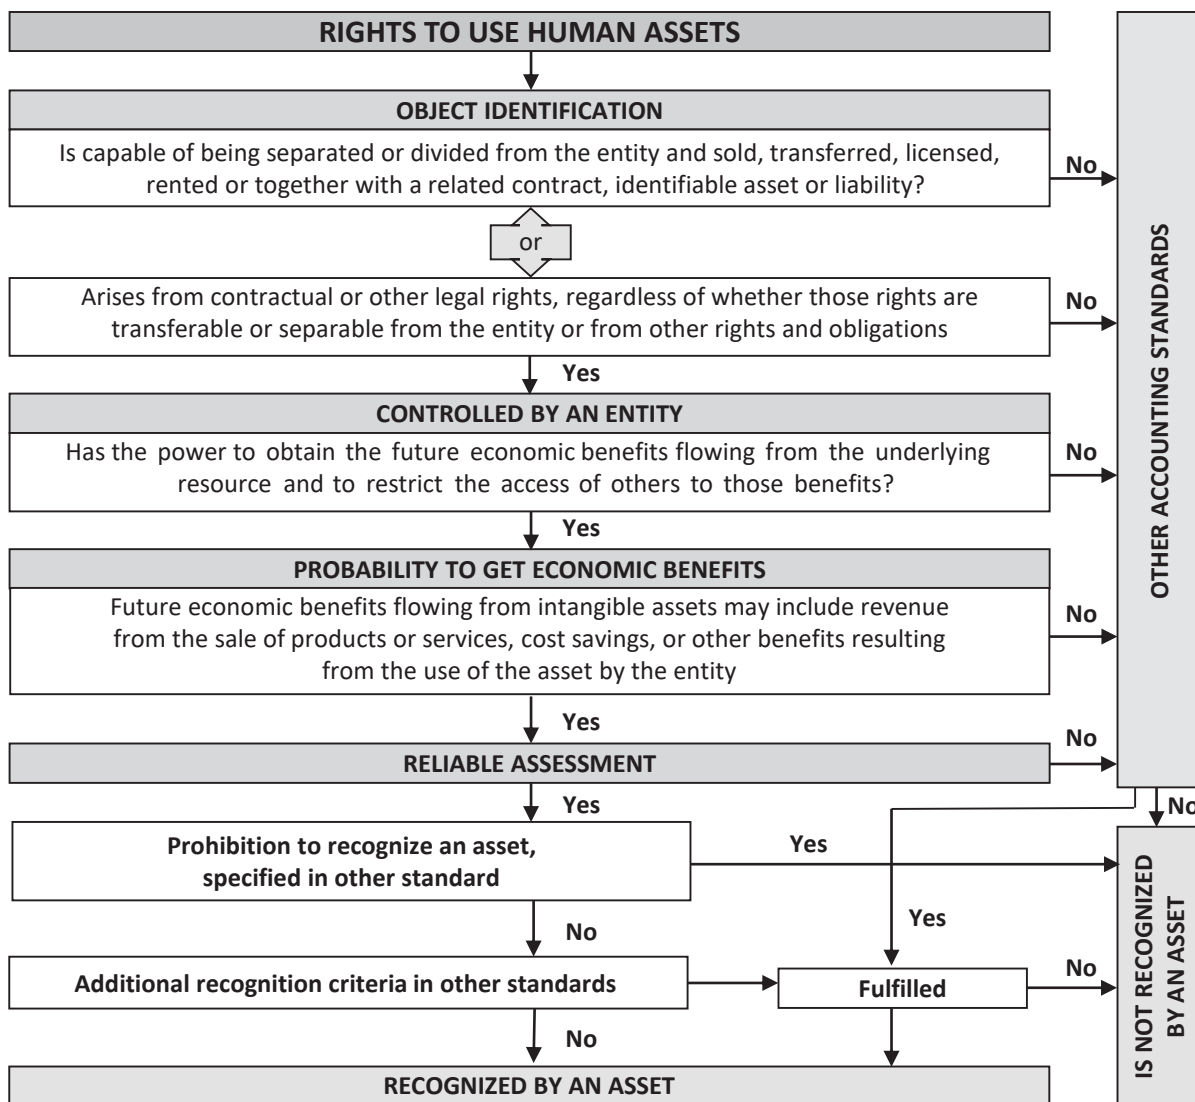 RIGHTS TO USE HUMAN ASSETS
OBJECT IDENTIFICATION
Is capable of being separated or divided from the entity and sold, transferred, licensed,
rented or together with a related contract, identifiable asset or liability?
No
or
Arises from contractual or other legal rights, regardless of whether those rights are
transferable or separable from the entity or from other rights and obligations
No
Yes
CONTROLLED BY AN ENTITY
Has the power to obtain the future economic benefits flowing from the underlying
resource and to restrict the access of others to those benefits?
No
Yes
PROBABILITY TO GET ECONOMIC BENEFITS
Future economic benefits flowing from intangible assets may include revenue
from the sale of products or services, cost savings, or other benefits resulting
from the use of the asset by the entity
No
Yes
RELIABLE ASSESSMENT
No
Yes
OTHER ACCOUNTING STANDARDS
No
Prohibition to recognize an asset,
specified in other standard
Yes
No
Yes
Additional recognition criteria in other standards
Fulfilled
No
No
RECOGNIZED BY AN ASSET
IS NOT RECOGNIZED
BY AN ASSET